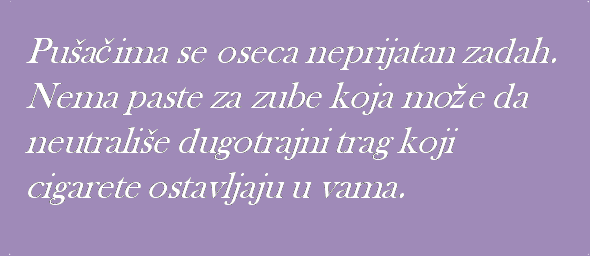 Pušačima se oseca neprijatan zadah.
Nema paste za zube koja može da
neutrališe dugotrajni trag koji
cigarete ostavljaju u vama.